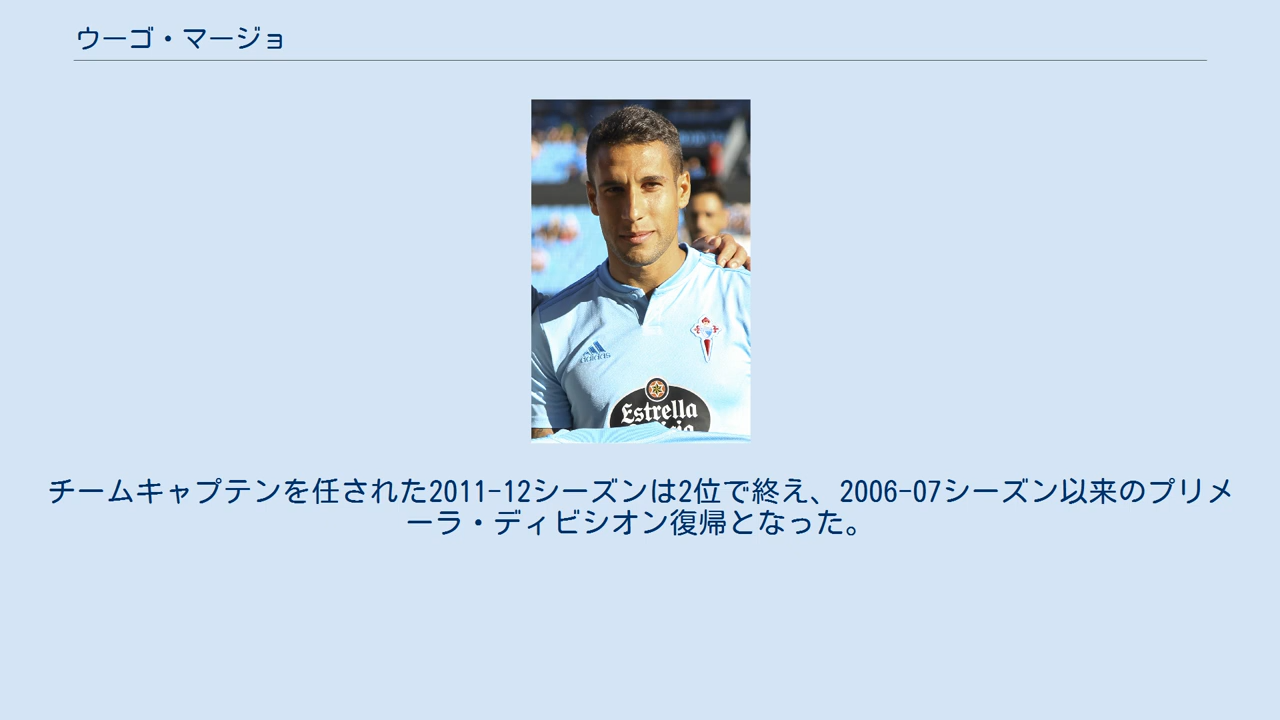 ウーゴ・マージョ
adidas
Estrella
チームキャプテンを任された2011-12シーズンは2位で終え、2006-07シーズン以来のプリメ
ーラ・ディビシオン復帰となった。